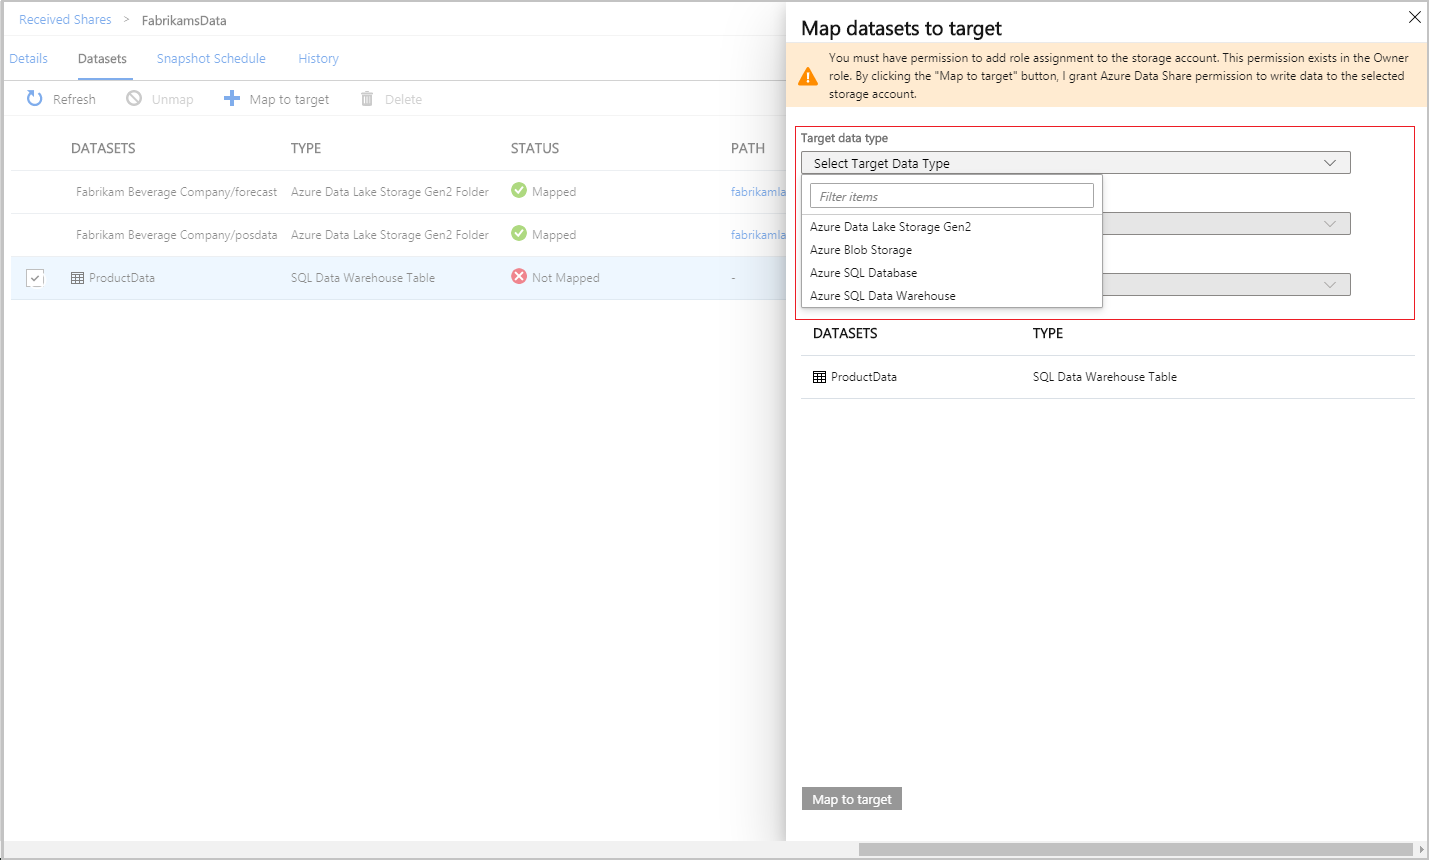 Received Shares > FabrikamsData
Details Datasets Snapshot Schedule History
Refresh Unmap Map to target Delete
DATASETS TYPE STATUS PATH
Fabrikam Beverage Company/forecast Azure Data Lake Storage Gen2 Folder Mapped fabrikamla
Fabrikam Beverage Company/posdata Azure Data Lake Storage Gen2 Folder Mapped fabrikamla
ProductData SQL Data Warehouse Table Not Mapped -
Map datasets to target
You must have permission to add role assignment to the storage account. This permission exists in the Owner
role. By clicking the "Map to target" button, I grant Azure Data Share permission to write data to the selected
storage account.
Target data type
Select Target Data Type
Filter items
Azure Data Lake Storage Gen2
Azure Blob Storage
Azure SQL Database
Azure SQL Data Warehouse
DATASETS TYPE
ProductData SQL Data Warehouse Table
Map to target